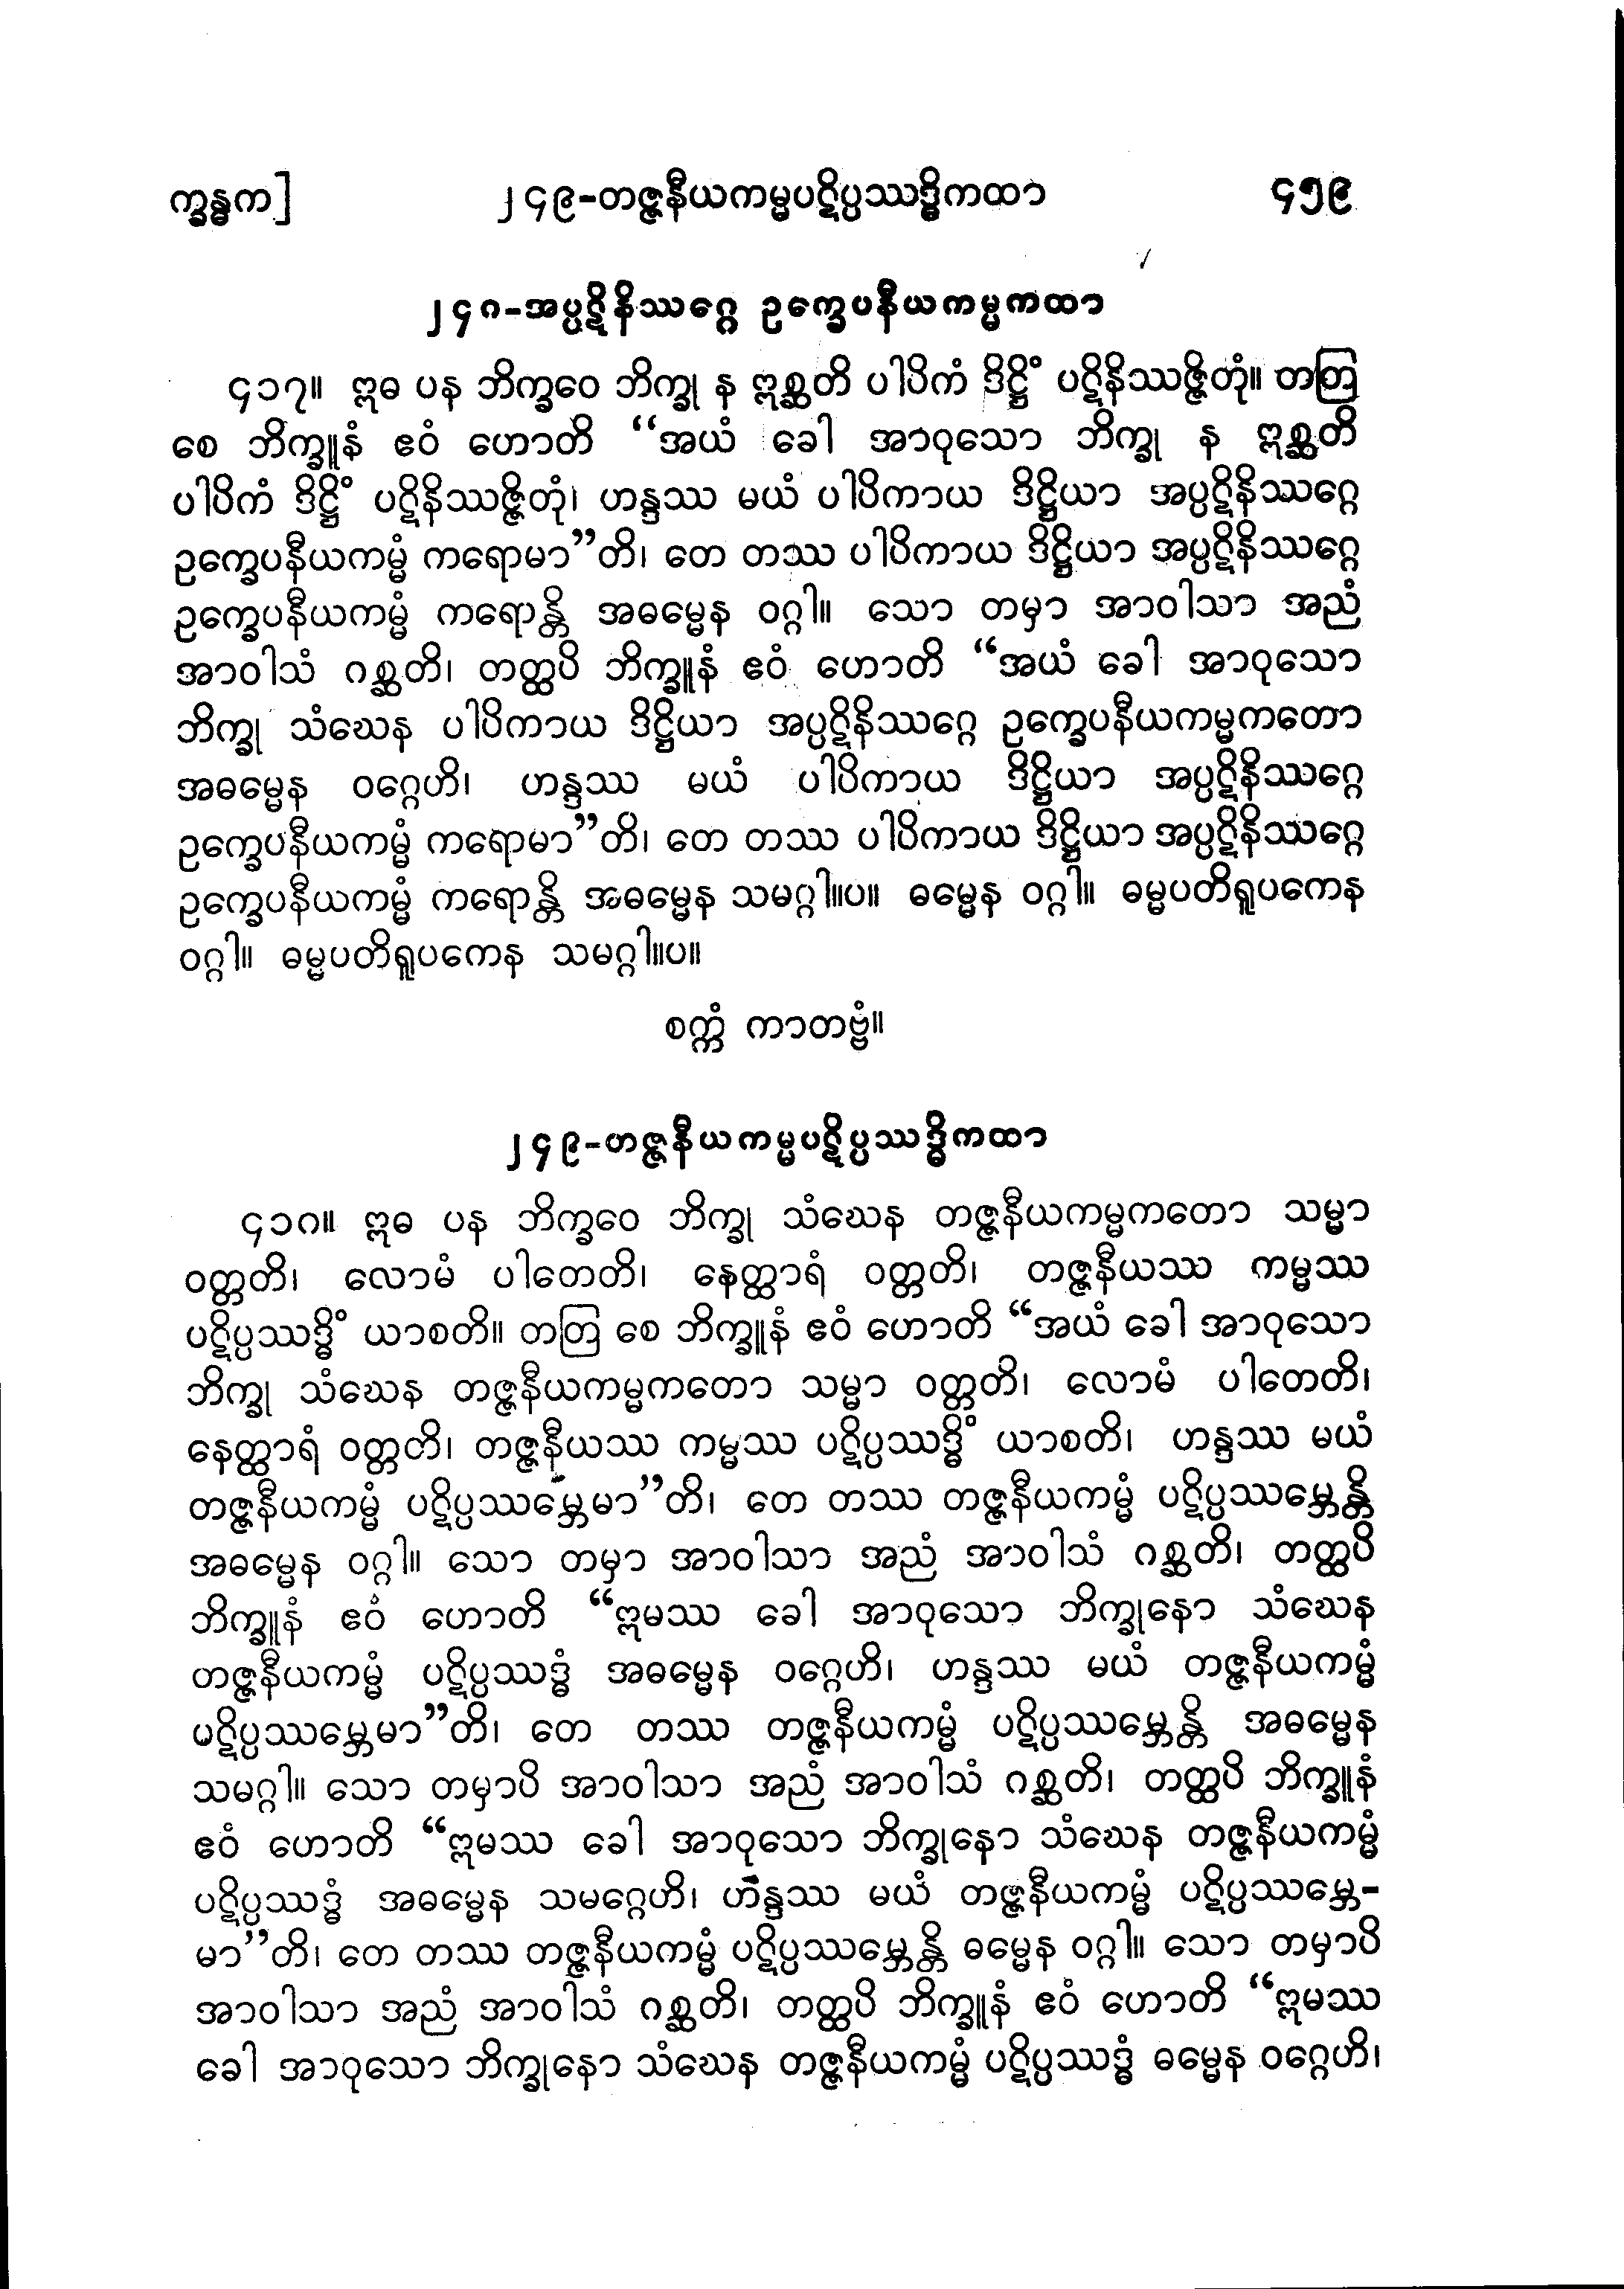 က္ခန္ဓက] ၂၄၉-တဇ္ဇနီယကမ္မပဋိပ္ပဿဒ္ဓိကထာ ၄၅၉
၂၄၈-အပ္ပဋိနိဿဂ္ဂေ ဥက္ခေပနီယကမ္မကထာ
၄၁၇။ ဣဓ ပန ဘိက္ခဝေ ဘိက္ခု န ဣစ္ဆတိ ပါပိကံ ဒိဋ္ဌိံ ပဋိနိဿဇ္ဇိတုံ။ တတြ
စေ ဘိက္ခူနံ ဧဝံ ဟောတိ “အယံ ခေါ အာဝုသော ဘိက္ခု န ဣစ္ဆတိ
ပါပိကံ ဒိဋ္ဌိံ ပဋိနိဿဇ္ဇိတုံ၊ ဟန္ဒဿ မယံ ပါပိကာယ ဒိဋ္ဌိယာ အပ္ပဋိနိဿဂ္ဂေ
ဥက္ခေပနီယကမ္မံ ကရောမာ”တိ၊ တေ တဿ ပါပိကာယ ဒိဋ္ဌိယာ အပ္ပဋိနိဿဂ္ဂေ
ဥက္ခေပနီယကမ္မံ ကရောန္တိ အဓမ္မေန ဝဂ္ဂါ။ သော တမှာ အာဝါသာ အညံ
အာဝါသံ ဂစ္ဆတိ၊ တတ္ထပိ ဘိက္ခူနံ ဧဝံ ဟောတိ “အယံ ခေါ အာဝုသော
ဘိက္ခု သံဃေန ပါပိကာယ ဒိဋ္ဌိယာ အပ္ပဋိနိဿဂ္ဂေ ဥက္ခေပနီယကမ္မကတော
အဓမ္မေန ဝဂ္ဂေဟိ၊ ဟန္ဒဿ မယံ ပါပိကာယ ဒိဋ္ဌိယာ အပ္ပဋိနိဿဂ္ဂေ
ဥက္ခေပနီယကမ္မံ ကရောမာ”တိ၊ တေ တဿ ပါပိကာယ ဒိဋ္ဌိယာ အပ္ပဋိနိဿဂ္ဂေ
ဥက္ခေပနီယကမ္မံ ကရောန္တိ အဓမ္မေန သမဂ္ဂါ။ပ။ ဓမ္မေန ဝဂ္ဂါ။ ဓမ္မပတိရူပကေန
ဝဂ္ဂါ။ ဓမ္မပတိရူပကေန သမဂ္ဂါ။ပ။
စက္ကံ ကာတဗ္ဗံ။
၂၄၉-တဇ္ဇနီယကမ္မပဋိပ္ပဿဒ္ဓိကထာ
၄၁၈။ ဣဓ ပန ဘိက္ခဝေ ဘိက္ခု သံဃေန တဇ္ဇနီယကမ္မကတော သမ္မာ
ဝတ္တတိ၊ လောမံ ပါတေတိ၊ နေတ္ထာရံ ဝတ္တတိ၊ တဇ္ဇနီယဿ ကမ္မဿ
ပဋိပ္ပဿဒ္ဓိံ ယာစတိ။ တတြ စေ ဘိက္ခူနံ ဧဝံ ဟောတိ “အယံ ခေါ အာဝုသော
ဘိက္ခု သံဃေန တဇ္ဇနီယကမ္မကတော သမ္မာ ဝတ္တတိ၊ လောမံ ပါတေတိ၊
နေတ္ထာရံ ဝတ္တတိ၊ တဇ္ဇနီယဿ ကမ္မဿ ပဋိပ္ပဿဒ္ဓိံ ယာစတိ၊ ဟန္ဒဿ မယံ
တဇ္ဇနီယကမ္မံ ပဋိပ္ပဿမ္ဘေမာ”တိ၊ တေ တဿ တဇ္ဇနီယကမ္မံ ပဋိပ္ပဿမ္ဘေန္တိ
အဓမ္မေန ဝဂ္ဂါ။ သော တမှာ အာဝါသာ အညံ အာဝါသံ ဂစ္ဆတိ၊ တတ္ထပိ
ဘိက္ခူနံ ဧဝံ ဟောတိ “ဣမဿ ခေါ အာဝုသော ဘိက္ခုနော သံဃေန
တဇ္ဇနီယကမ္မံ ပဋိပ္ပဿဒ္ဓံ အဓမ္မေန ဝဂ္ဂေဟိ၊ ဟန္ဒဿ မယံ တဇ္ဇနီယကမ္မံ
ပဋိပ္ပဿမ္ဘေမာ”တိ၊ တေ တဿ တဇ္ဇနီယကမ္မံ ပဋိပ္ပဿမ္ဘေန္တိ အဓမ္မေန
သမဂ္ဂါ။ သော တမှာပိ အာဝါသာ အညံ အာဝါသံ ဂစ္ဆတိ၊ တတ္ထပိ ဘိက္ခူနံ
ဧဝံ ဟောတိ “ဣမဿ ခေါ အာဝုသော ဘိက္ခုနော သံဃေန တဇ္ဇနီယကမ္မံ
ပဋိပ္ပဿဒ္ဓံ အဓမ္မေန သမဂ္ဂေဟိ၊ ဟန္ဒဿ မယံ တဇ္ဇနီယကမ္မံ ပဋိပ္ပဿမ္ဘေ-
မာ”တိ၊ တေ တဿ တဇ္ဇနီယကမ္မံ ပဋိပ္ပဿမ္ဘေန္တိ ဓမ္မေန ဝဂ္ဂါ။ သော တမှာပိ
အာဝါသာ အညံ အာဝါသံ ဂစ္ဆတိ၊ တတ္ထပိ ဘိက္ခူနံ ဧဝံ ဟောတိ “ဣမဿ
ခေါ အာဝုသော ဘိက္ခုနော သံဃေန တဇ္ဇနီယကမ္မံ ပဋိပ္ပဿဒ္ဓံ ဓမ္မေန ဝဂ္ဂေဟိ၊